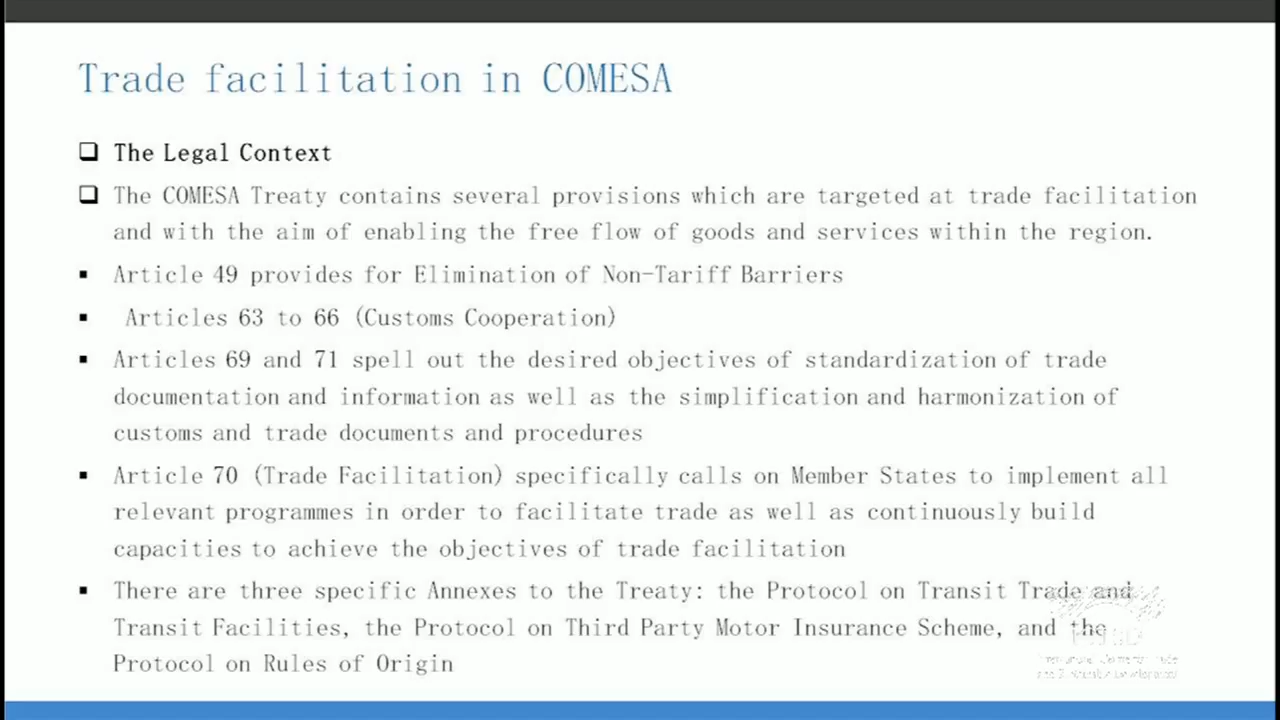 Trade facilitation in COMESA
❑ The Legal Context
❑ The COMESA Treaty contains several provisions which are targeted at trade facilitation
and with the aim of enabling the free flow of goods and services within the region.
▪ Article 49 provides for Elimination of Non-Tariff Barriers
▪ Articles 63 to 66 (Customs Cooperation)
▪ Articles 69 and 71 spell out the desired objectives of standardization of trade
documentation and information as well as the simplification and harmonization of
customs and trade documents and procedures
▪ Article 70 (Trade Facilitation) specifically calls on Member States to implement all
relevant programmes in order to facilitate trade as well as continuously build
capacities to achieve the objectives of trade facilitation
▪ There are three specific Annexes to the Treaty: the Protocol on Transit Trade and
Transit Facilities, the Protocol on Third Party Motor Insurance Scheme, and the
Protocol on Rules of Origin